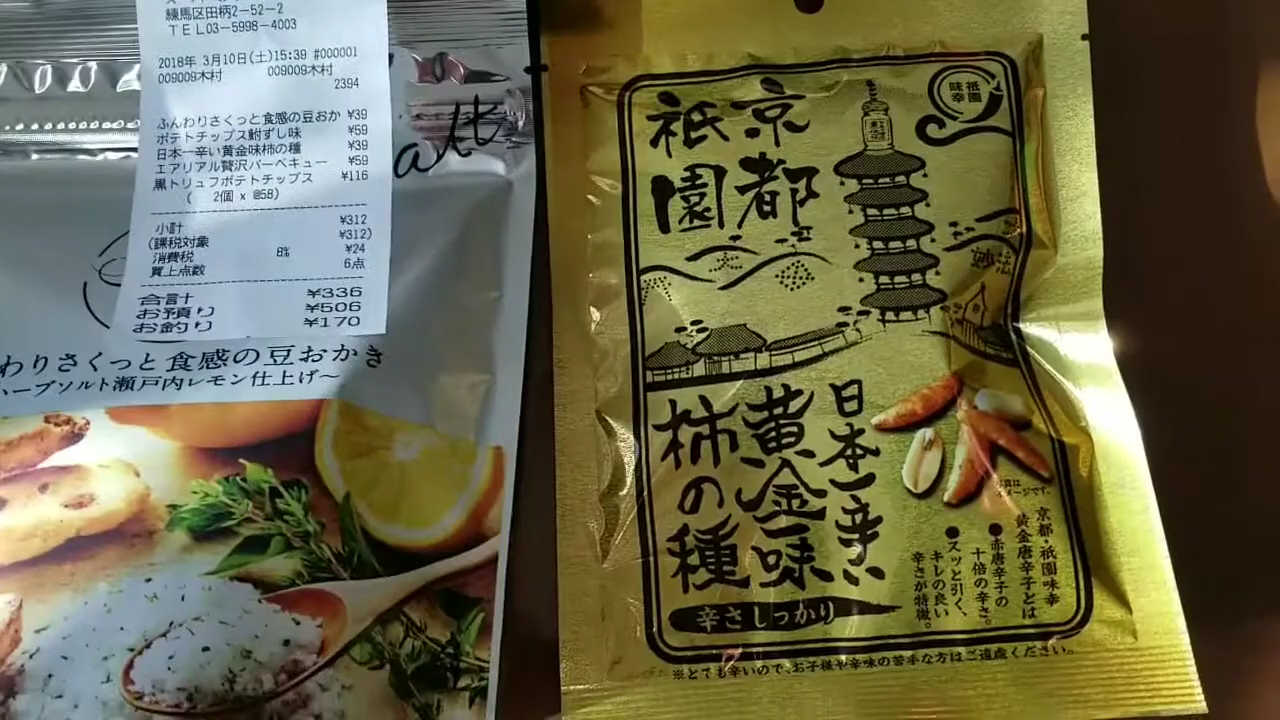 練馬区田柄2-52-2
TEL03-5998-4003
2018年 3月10日(土)15:39 #000001
009009木村 009009木村
2394
ふんわりさくっと食感の豆おか ¥39
ポテトチップス鮒ずし味 ¥59
日本一辛い黄金味柿の種 ¥39
エアリアル贅沢バーベキュー ¥59
黒トリュフポテトチップス ¥116
( 2個 x @58)
小計 ¥312
(課税対象 ¥312)
消費税 8% ¥24
買上点数 6点
合計 ¥336
お預り ¥506
お釣り ¥170
alt
わりさくっと食感の豆おかき
ハーブソルト瀬戸内レモン仕上げ~
京都
祇園
祇園
味幸
妙法
日本一辛い
黄金一味
柿の種
写真は
イメージです。
京都・祇園味幸
黄金唐辛子とは
●赤唐辛子の
十倍の辛さ。
●スッと引く、
キレの良い
辛さが特徴。
辛さしっかり
※とても辛いので、お子様や辛味の苦手な方はご遠慮ください。